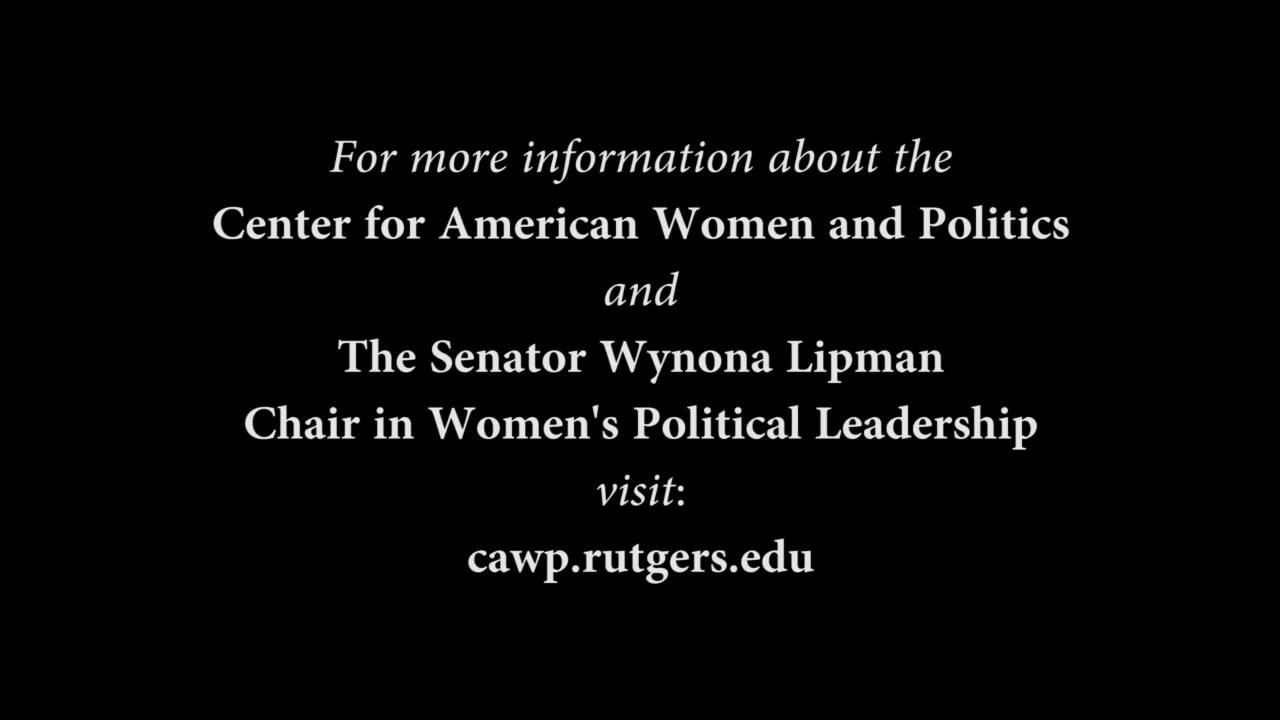 For more information about the
Center for American Women and Politics
and
The Senator Wynona Lipman
Chair in Women's Political Leadership
visit:
cawp.rutgers.edu